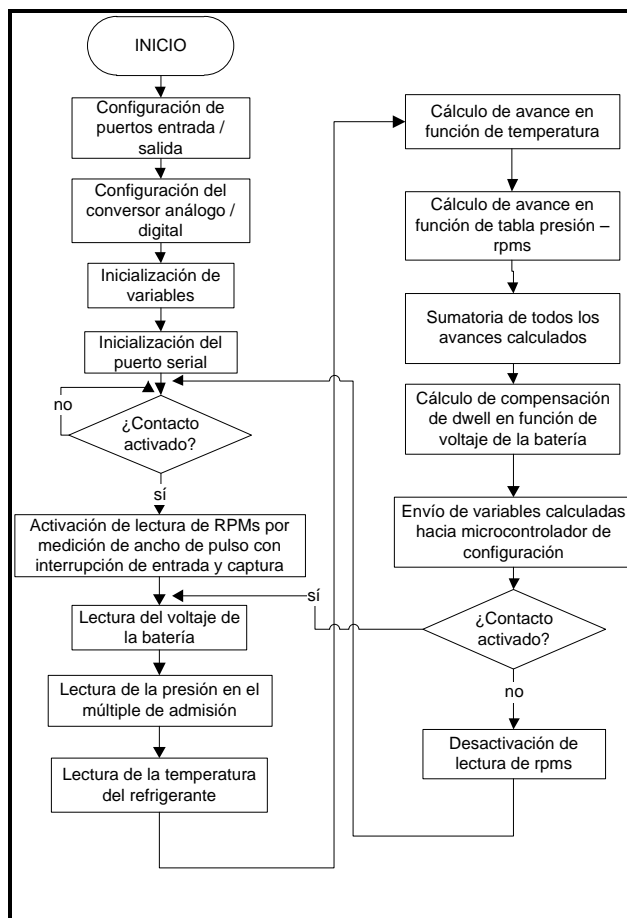 INICIO
Configuración de
puertos entrada /
salida
Configuración del
conversor análogo /
digital
Inicialización de
variables
Inicialización del
puerto serial
no
¿Contacto
activado?
sí
Activación de lectura de RPMs por
medición de ancho de pulso con
interrupción de entrada y captura
Lectura del voltaje de
la batería
Lectura de la presión en el
múltiple de admisión
Lectura de la temperatura
del refrigerante
Cálculo de avance en
función de temperatura
Cálculo de avance en
función de tabla presión –
rpms
Sumatoria de todos los
avances calculados
Cálculo de compensación
de dwell en función de
voltaje de la batería
Envío de variables calculadas
hacia microcontrolador de
configuración
sí
¿Contacto
activado?
no
Desactivación de
lectura de rpms